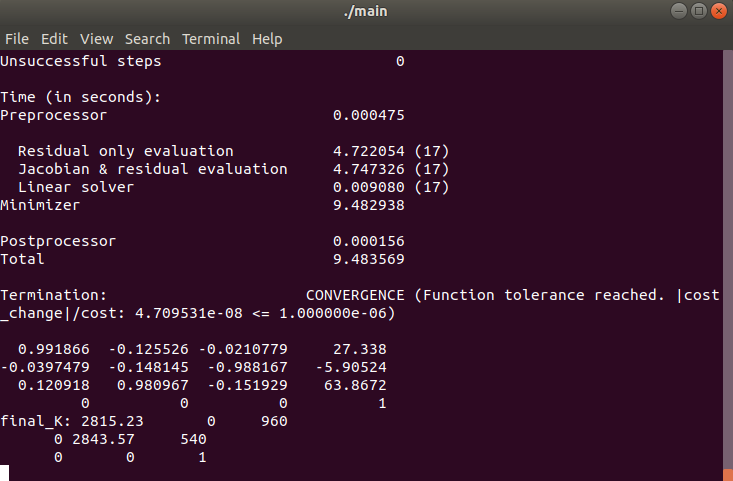 ./main
File Edit View Search Terminal Help
Unsuccessful steps                          0

Time (in seconds):
Preprocessor                         0.000475

  Residual only evaluation           4.722054 (17)
  Jacobian & residual evaluation     4.747326 (17)
  Linear solver                      0.009080 (17)
Minimizer                            9.482938

Postprocessor                        0.000156
Total                                9.483569

Termination:                      CONVERGENCE (Function tolerance reached. |cost
_change|/cost: 4.709531e-08 <= 1.000000e-06)

  0.991866  -0.125526 -0.0210779     27.338
-0.0397479  -0.148145  -0.988167   -5.90524
  0.120918   0.980967  -0.151929    63.8672
         0          0          0          1
final_K: 2815.23       0     960
      0 2843.57     540
      0       0       1